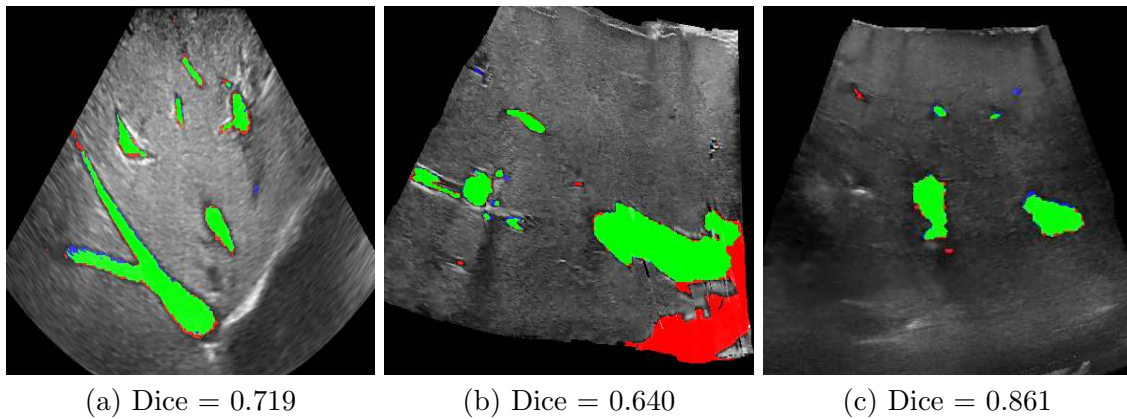 (a) Dice = 0.719
(b) Dice = 0.640
(c) Dice = 0.861